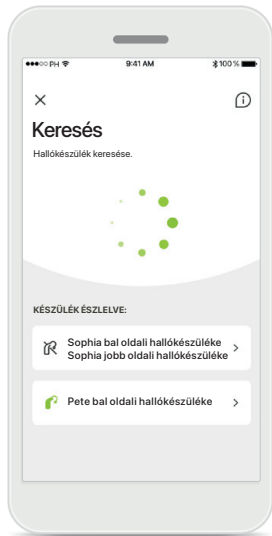 PH 9:41 AM 100%
Keresés
Hallókészülék keresése.
KÉSZÜLÉK ÉSZLELVE:
Sophia bal oldali hallókészüléke
Sophia jobb oldali hallókészüléke
Pete bal oldali hallókészüléke